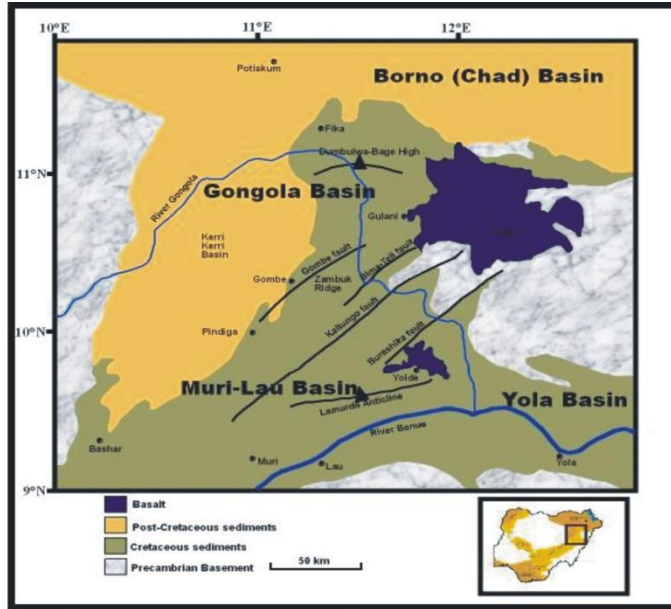 10°E
11°E
12°E
Potiskum
Borno (Chad) Basin
Fika
Dumbulwa-Bage High
11°N
River Gongola
Gongola Basin
Gulani
Kerri
Kerri
Basin
Gombe fault
Bima-Teli fault
Gombe
Zambuk
Ridge
Kaltungo fault
10°N
Pindiga
Burashika fault
Muri-Lau Basin
Yolde
Lamurde Anticline
Yola Basin
River Benue
Bashar
Muri
Lau
Yola
9°N
Basalt
Post-Cretaceous sediments
Cretaceous sediments
Precambrian Basement
50 km